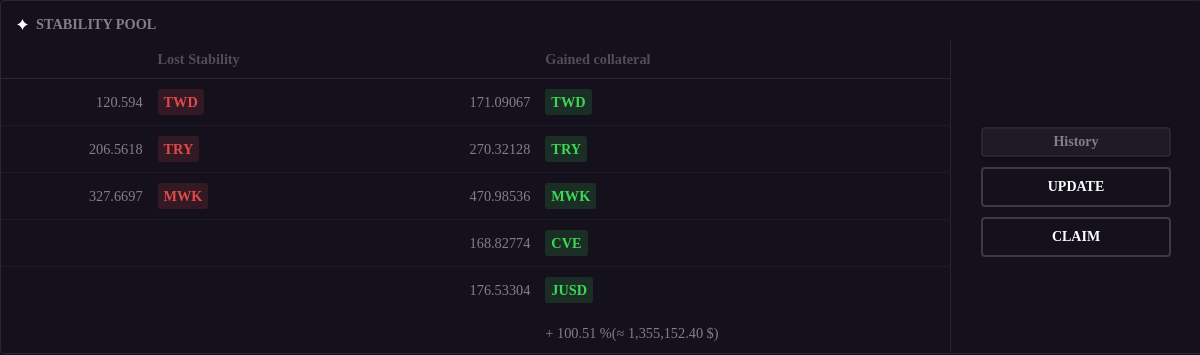 STABILITY POOL
Lost Stability Gained collateral
120.594 TWD 171.09067 TWD
206.5618 TRY 270.32128 TRY
History
327.6697 MWK 470.98536 MWK
UPDATE
168.82774 CVE
CLAIM
176.53304 JUSD
+ 100.51 %(≈ 1,355,152.40 $)